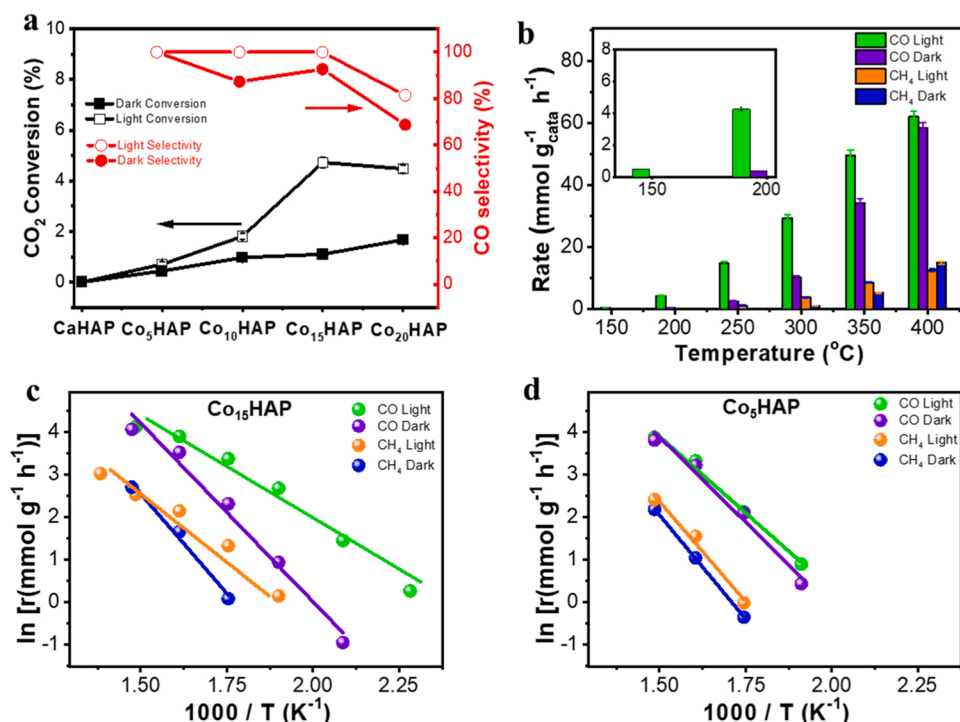 a
CO2 Conversion (%)
10
8
6
4
2
0
Dark Conversion
Light Conversion
Light Selectivity
Dark Selectivity
100
80
60
40
20
0
CO selectivity (%)
CaHAP Co5HAP Co10HAP Co15HAP Co20HAP
b
Rate (mmol g-1cata h-1)
80
60
40
20
0
CO Light
CO Dark
CH4 Light
CH4 Dark
8
6
4
2
0
150 200
150 200 250 300 350 400
Temperature (oC)
c
Co15HAP
ln [r(mmol g-1 h-1)]
5
4
3
2
1
0
-1
CO Light
CO Dark
CH4 Light
CH4 Dark
1.50 1.75 2.00 2.25
1000 / T (K-1)
d
Co5HAP
ln [r(mmol g-1 h-1)]
5
4
3
2
1
0
-1
CO Light
CO Dark
CH4 Light
CH4 Dark
1.50 1.75 2.00 2.25
1000 / T (K-1)